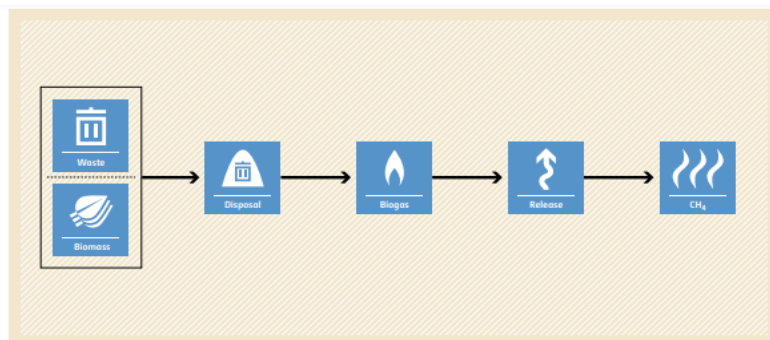 Waste
Biomass
Disposal
Biogas
Release
CH₄